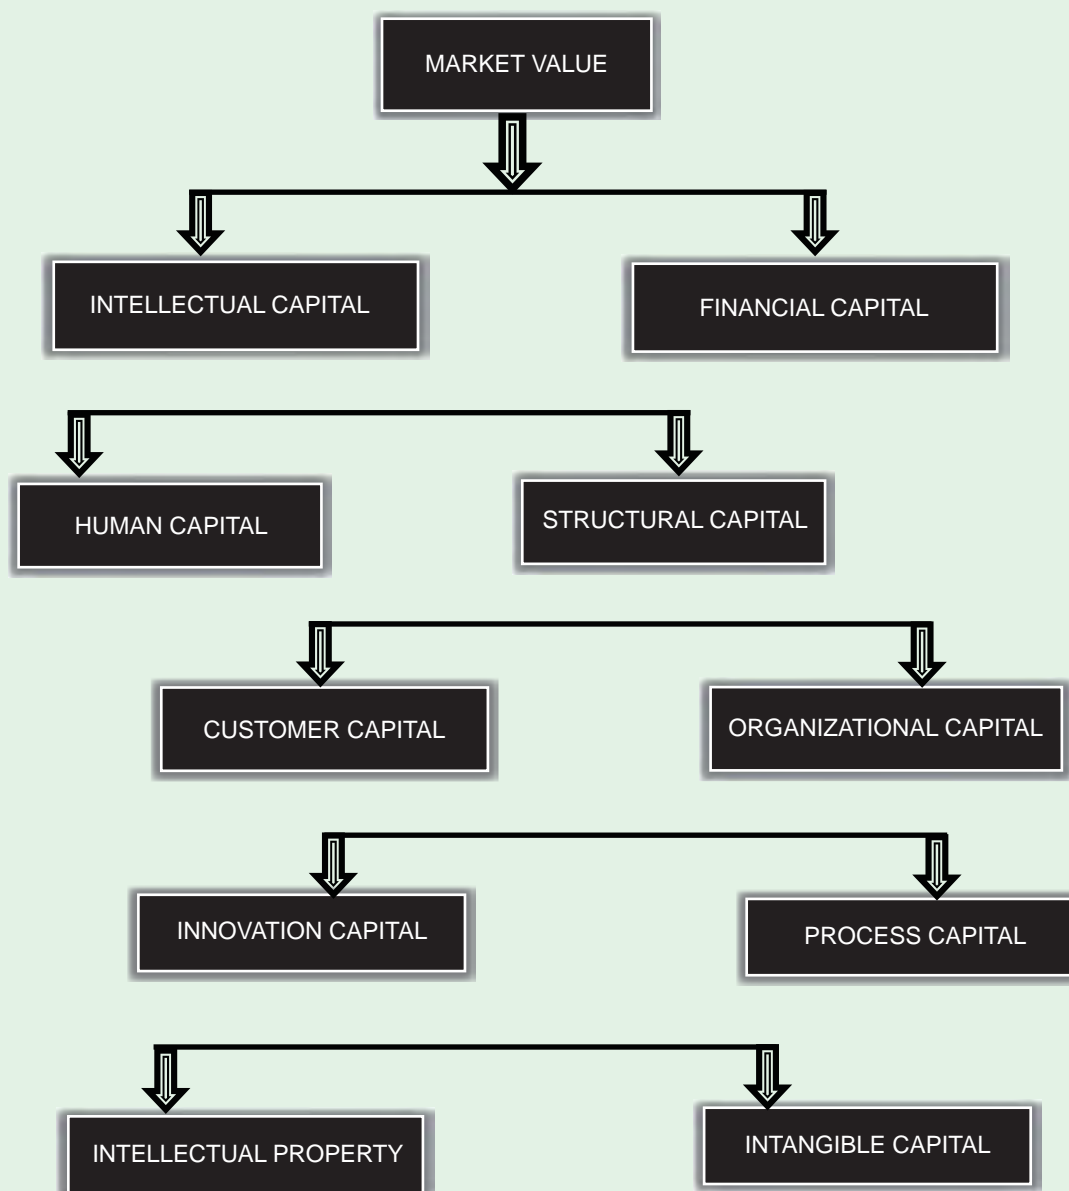 MARKET VALUE
INTELLECTUAL CAPITAL
FINANCIAL CAPITAL
HUMAN CAPITAL
STRUCTURAL CAPITAL
CUSTOMER CAPITAL
ORGANIZATIONAL CAPITAL
INNOVATION CAPITAL
PROCESS CAPITAL
INTELLECTUAL PROPERTY
INTANGIBLE CAPITAL